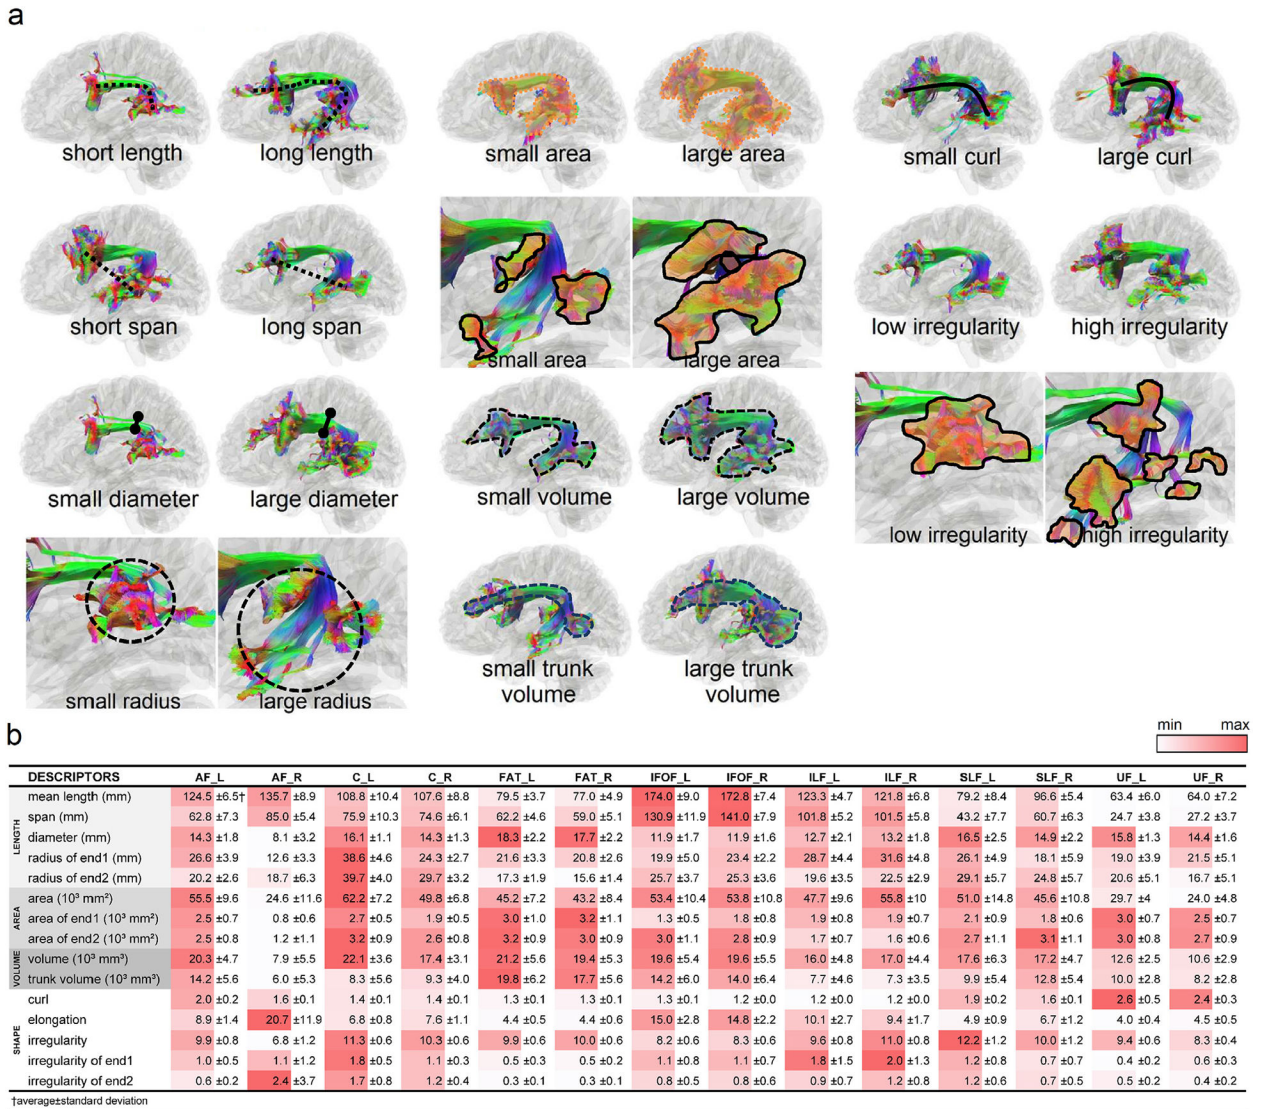 a
short length long length small area large area small curl large curl
short span long span small area large area low irregularity high irregularity
small diameter large diameter small volume large volume low irregularity high irregularity
small radius large radius small trunk volume large trunk volume
b
min max
DESCRIPTORS AF_L AF_R C_L C_R FAT_L FAT_R IFOF_L IFOF_R ILF_L ILF_R SLF_L SLF_R UF_L UF_R
LENGTH
mean length (mm) 124.5 ±6.5† 135.7 ±8.9 108.8 ±10.4 107.6 ±8.8 79.5 ±3.7 77.0 ±4.9 174.0 ±9.0 172.8 ±7.4 123.3 ±4.7 121.8 ±6.8 79.2 ±8.4 96.6 ±5.4 63.4 ±6.0 64.0 ±7.2
span (mm) 62.8 ±7.3 85.0 ±5.4 75.9 ±10.3 74.6 ±6.1 62.2 ±4.6 59.0 ±5.1 130.9 ±11.9 141.0 ±7.9 101.8 ±5.2 101.5 ±5.8 43.2 ±7.7 60.7 ±6.3 24.7 ±3.8 27.2 ±3.7
diameter (mm) 14.3 ±1.8 8.1 ±3.2 16.1 ±1.1 14.3 ±1.3 18.3 ±2.2 17.7 ±2.2 11.9 ±1.7 11.9 ±1.6 12.7 ±2.1 13.2 ±1.8 16.5 ±2.5 14.9 ±2.2 15.8 ±1.3 14.4 ±1.6
radius of end1 (mm) 26.6 ±3.9 12.6 ±3.3 38.6 ±4.6 24.3 ±2.7 21.6 ±3.3 20.8 ±2.6 19.9 ±5.0 23.4 ±2.2 28.7 ±4.4 31.6 ±4.8 26.1 ±4.9 18.1 ±5.9 19.0 ±3.9 21.5 ±5.1
radius of end2 (mm) 20.2 ±2.6 18.7 ±6.3 39.7 ±4.0 29.7 ±3.2 17.3 ±1.9 15.6 ±1.4 25.7 ±3.7 25.3 ±3.6 19.6 ±3.5 22.5 ±2.9 29.1 ±5.7 24.8 ±5.7 20.6 ±5.1 16.7 ±5.1
AREA
area (10³ mm²) 55.5 ±9.6 24.6 ±11.6 62.2 ±7.2 49.8 ±6.8 45.2 ±7.2 43.2 ±8.4 53.4 ±10.4 53.8 ±10.8 47.7 ±9.6 55.8 ±10 51.0 ±14.8 45.6 ±10.8 29.7 ±4 24.0 ±4.8
area of end1 (10³ mm²) 2.5 ±0.7 0.8 ±0.6 2.7 ±0.5 1.9 ±0.5 3.0 ±1.0 3.2 ±1.1 1.3 ±0.5 1.8 ±0.5 1.9 ±0.8 1.9 ±0.7 2.1 ±0.9 1.8 ±0.6 3.0 ±0.7 2.5 ±0.7
area of end2 (10³ mm²) 2.5 ±0.8 1.2 ±1.1 3.2 ±0.9 2.6 ±0.8 3.2 ±0.9 3.0 ±0.9 3.0 ±1.1 2.8 ±0.9 1.7 ±0.7 1.6 ±0.6 2.7 ±1.1 3.1 ±1.1 3.0 ±0.8 2.7 ±0.9
VOLUME
volume (10³ mm³) 20.3 ±4.7 7.9 ±5.5 22.1 ±3.6 17.4 ±3.1 21.2 ±5.6 19.4 ±5.3 19.6 ±5.4 19.6 ±5.5 16.0 ±4.8 17.0 ±4.4 17.6 ±6.3 17.2 ±4.7 12.6 ±2.5 10.6 ±2.9
trunk volume (10³ mm³) 14.2 ±5.6 6.0 ±5.3 8.3 ±5.6 9.3 ±4.0 19.8 ±6.2 17.7 ±5.6 14.2 ±6.0 14.0 ±6.4 7.7 ±4.6 7.3 ±3.5 9.9 ±5.4 12.8 ±5.4 10.0 ±2.8 8.2 ±2.8
SHAPE
curl 2.0 ±0.2 1.6 ±0.1 1.4 ±0.1 1.4 ±0.1 1.3 ±0.1 1.3 ±0.1 1.3 ±0.1 1.2 ±0.0 1.2 ±0.0 1.2 ±0.0 1.9 ±0.2 1.6 ±0.1 2.6 ±0.5 2.4 ±0.3
elongation 8.9 ±1.4 20.7 ±11.9 6.8 ±0.8 7.6 ±1.1 4.4 ±0.5 4.4 ±0.6 15.0 ±2.8 14.8 ±2.2 10.1 ±2.7 9.4 ±1.7 4.9 ±0.9 6.7 ±1.2 4.0 ±0.4 4.5 ±0.5
irregularity 9.9 ±0.8 6.8 ±1.2 11.3 ±0.6 10.3 ±0.6 9.9 ±0.6 10.0 ±0.6 8.2 ±0.6 8.3 ±0.6 9.6 ±0.8 11.0 ±0.8 12.2 ±1.2 10.0 ±1.2 9.4 ±0.6 8.3 ±0.4
irregularity of end1 1.0 ±0.5 1.1 ±1.2 1.8 ±0.5 1.1 ±0.3 0.5 ±0.3 0.5 ±0.2 1.1 ±0.8 1.1 ±0.7 1.8 ±1.5 2.0 ±1.3 1.2 ±0.8 0.7 ±0.7 0.4 ±0.2 0.6 ±0.3
irregularity of end2 0.6 ±0.2 2.4 ±3.7 1.7 ±0.8 1.2 ±0.4 0.3 ±0.1 0.3 ±0.1 0.8 ±0.5 0.8 ±0.6 0.9 ±0.7 1.2 ±0.8 1.2 ±0.6 0.7 ±0.5 0.5 ±0.2 0.4 ±0.2
†average±standard deviation